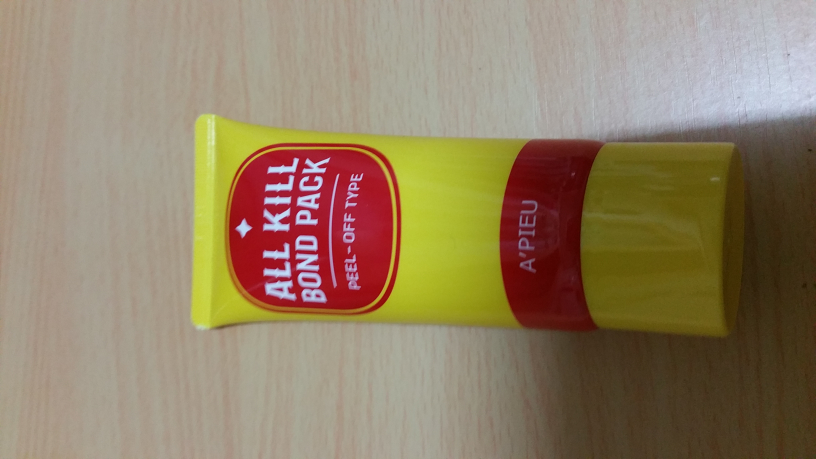 ALL KILL
BOND PACK
PEEL-OFF TYPE
A'PIEU